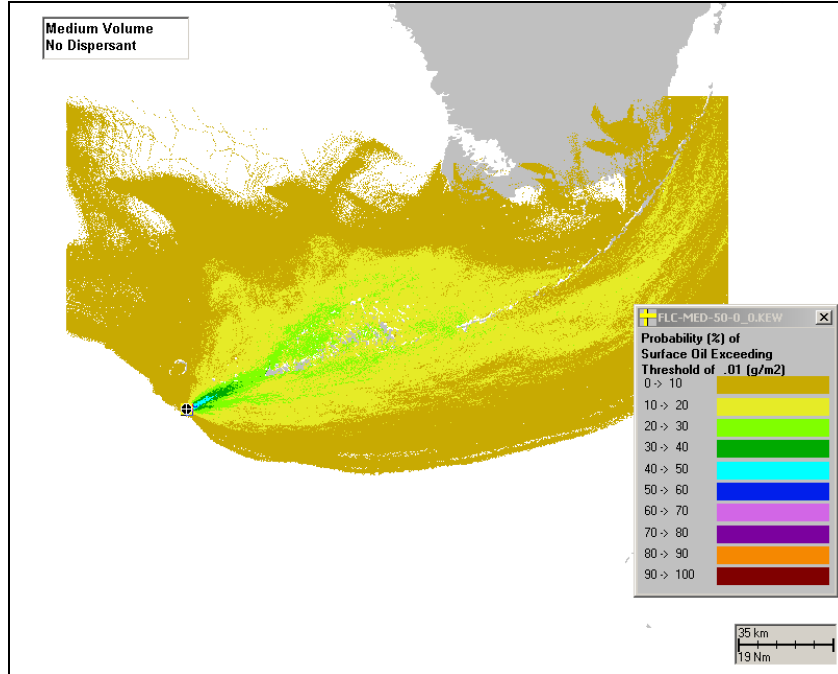 Medium Volume
No Dispersant
FLC-MED-50-0_0.KEW
Probability (%) of
Surface Oil Exceeding
Threshold of .01 (g/m2)
0 -> 10
10 -> 20
20 -> 30
30 -> 40
40 -> 50
50 -> 60
60 -> 70
70 -> 80
80 -> 90
90 -> 100
35 km
19 Nm